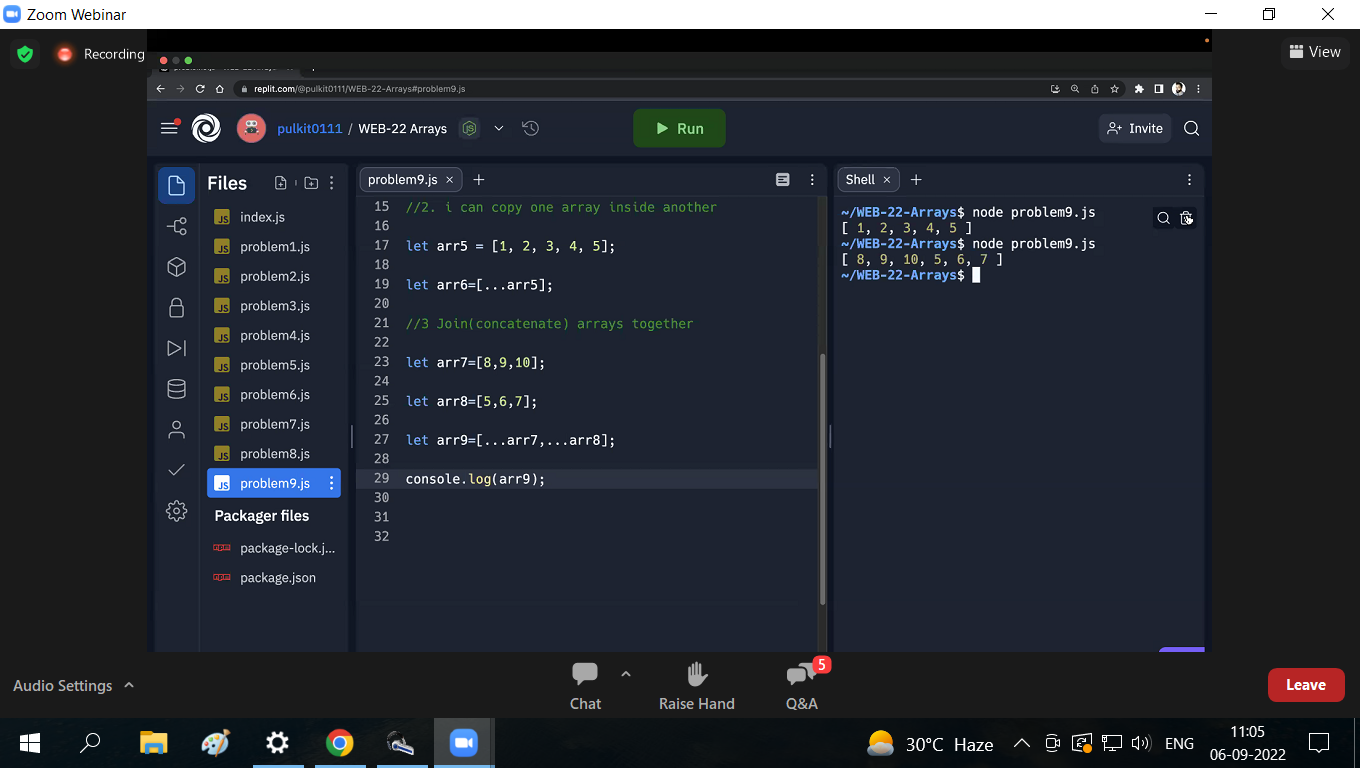 Zoom Webinar
Recording
View
replit.com/@pulkit0111/WEB-22-Arrays#problem9.js
pulkit0111 / WEB-22 Arrays
Run
Invite
Files
index.js
problem1.js
problem2.js
problem3.js
problem4.js
problem5.js
problem6.js
problem7.js
problem8.js
problem9.js
Packager files
package-lock.j...
package.json
problem9.js
15 //2. i can copy one array inside another
16
17 let arr5 = [1, 2, 3, 4, 5];
18
19 let arr6=[...arr5];
20
21 //3 Join(concatenate) arrays together
22
23 let arr7=[8,9,10];
24
25 let arr8=[5,6,7];
26
27 let arr9=[...arr7,...arr8];
28
29 console.log(arr9);
30
31
32
Shell
~/WEB-22-Arrays$ node problem9.js
[ 1, 2, 3, 4, 5 ]
~/WEB-22-Arrays$ node problem9.js
[ 8, 9, 10, 5, 6, 7 ]
~/WEB-22-Arrays$
Audio Settings
Chat
Raise Hand
5
Q&A
Leave
30°C Haze
ENG
11:05
06-09-2022